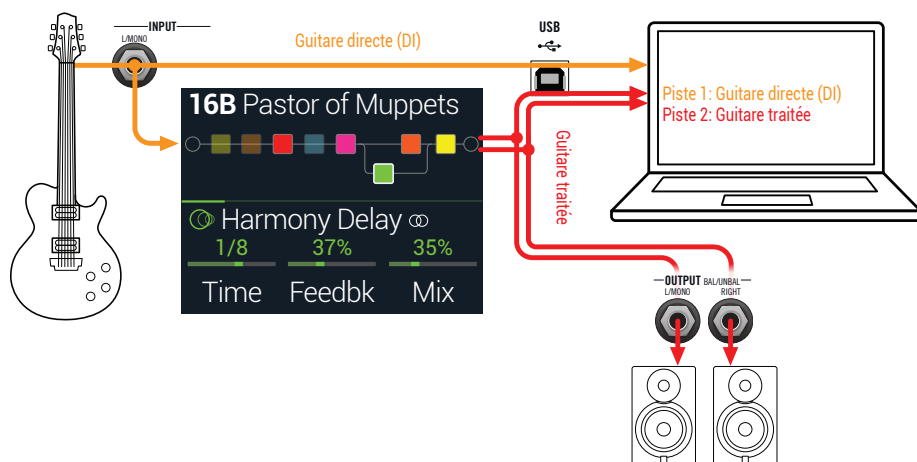 INPUT
L/MONO
Guitare directe (DI)
USB
16B Pastor of Muppets
Harmony Delay
1/8 37% 35%
Time Feedbk Mix
Guitare traitée
Piste 1: Guitare directe (DI)
Piste 2: Guitare traitée
OUTPUT BAL/UNBAL
L/MONO RIGHT